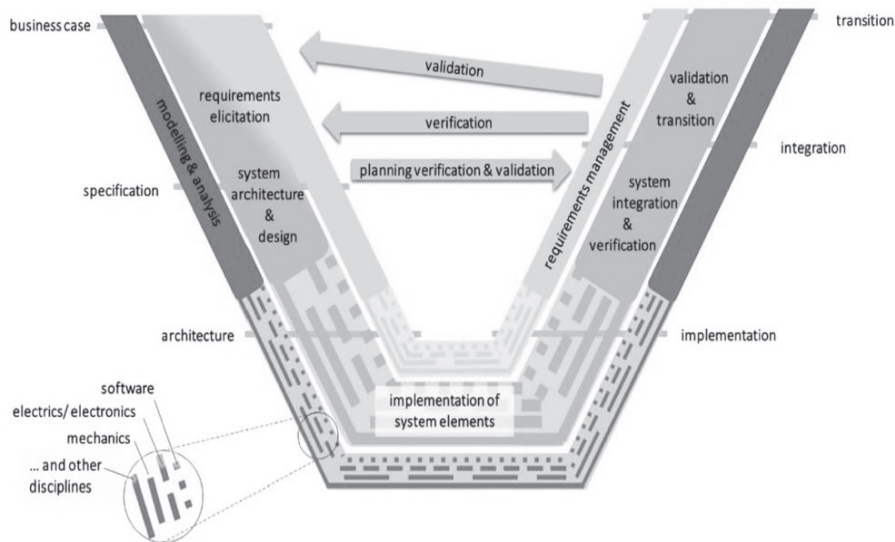 business case
transition
validation
requirements
elicitation
validation
&
transition
verification
modelling & analysis
requirements management
planning verification & validation
integration
specification
system
architecture
&
design
system
integration
&
verification
architecture
implementation
implementation of
system elements
software
electrics/ electronics
mechanics
... and other
disciplines